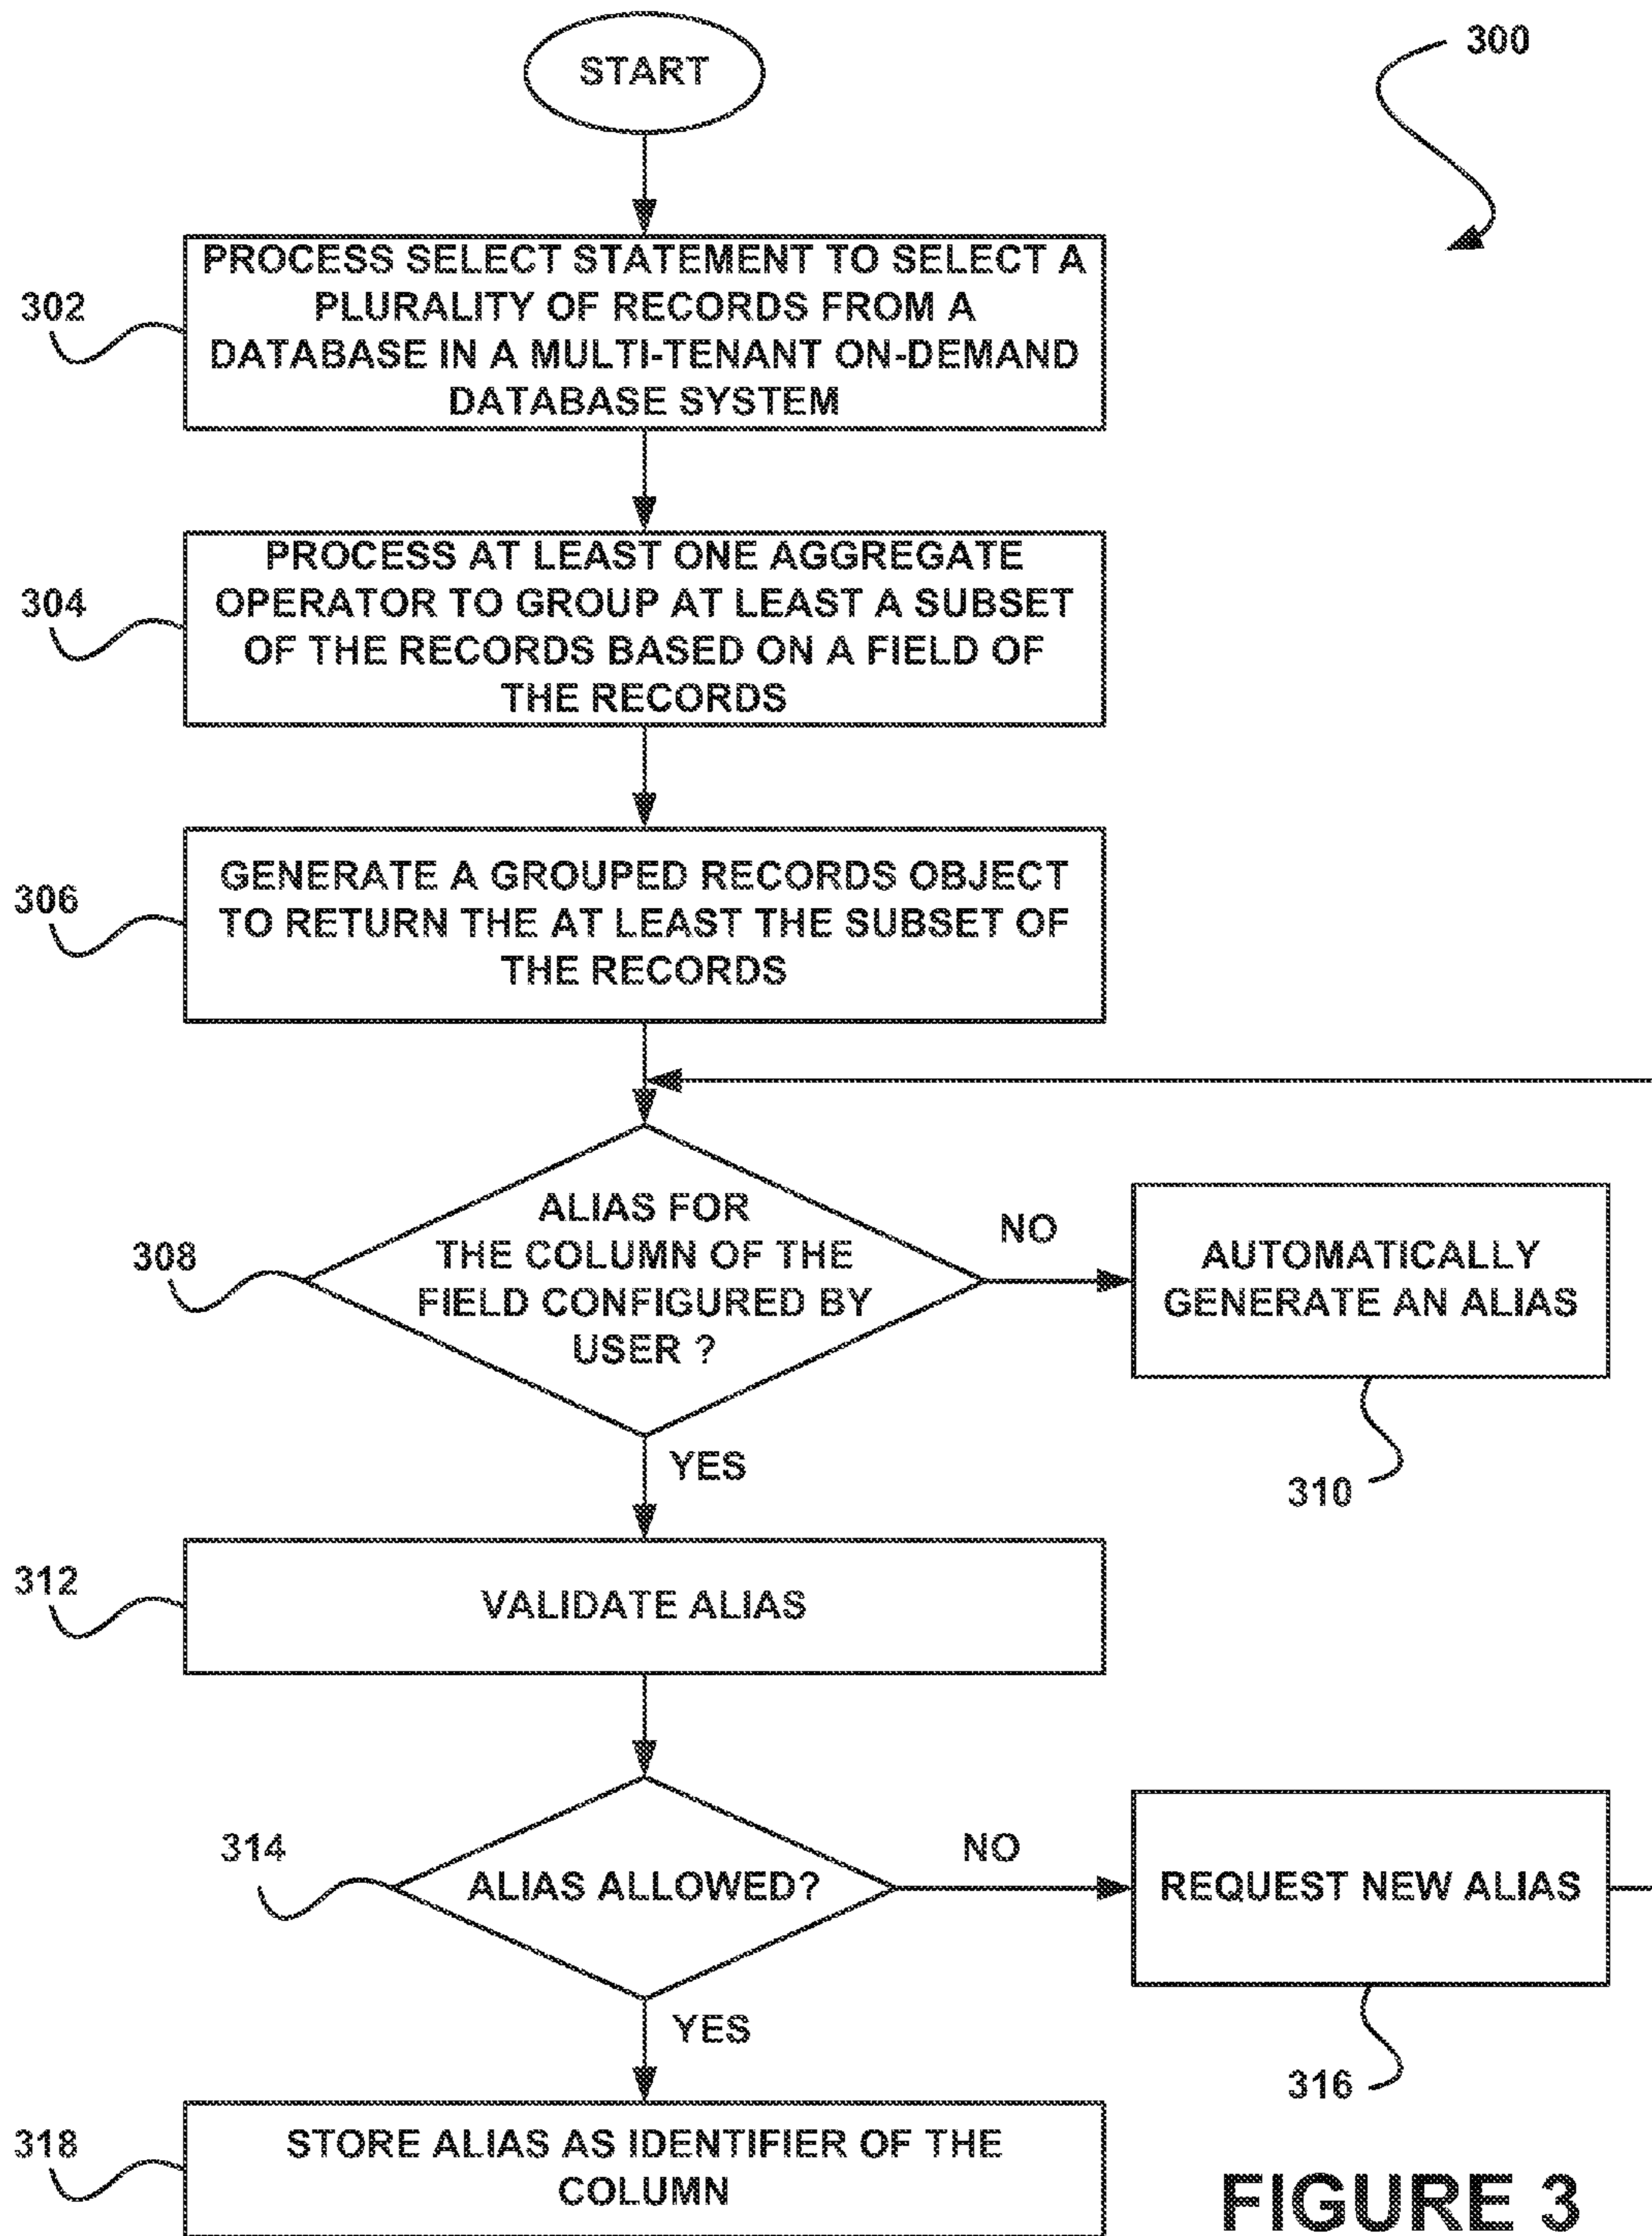 START
300
302
PROCESS SELECT STATEMENT TO SELECT A
PLURALITY OF RECORDS FROM A
DATABASE IN A MULTI-TENANT ON-DEMAND
DATABASE SYSTEM
304
PROCESS AT LEAST ONE AGGREGATE
OPERATOR TO GROUP AT LEAST A SUBSET
OF THE RECORDS BASED ON A FIELD OF
THE RECORDS
306
GENERATE A GROUPED RECORDS OBJECT
TO RETURN THE AT LEAST THE SUBSET OF
THE RECORDS
308
ALIAS FOR
THE COLUMN OF THE
FIELD CONFIGURED BY
USER ?
NO
AUTOMATICALLY
GENERATE AN ALIAS
310
YES
312
VALIDATE ALIAS
314
ALIAS ALLOWED?
NO
REQUEST NEW ALIAS
316
YES
318
STORE ALIAS AS IDENTIFIER OF THE
COLUMN
FIGURE 3